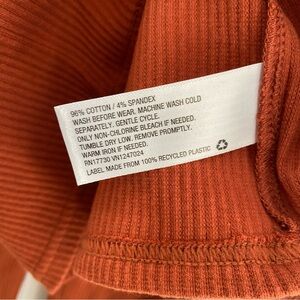 96% COTTON / 4% SPANDEX
WASH BEFORE WEAR. MACHINE WASH COLD
SEPARATELY. GENTLE CYCLE.
ONLY NON-CHLORINE BLEACH IF NEEDED.
TUMBLE DRY LOW. REMOVE PROMPTLY.
WARM IRON IF NEEDED.
RN17730 VN1247024
LABEL MADE FROM 100% RECYCLED PLASTIC